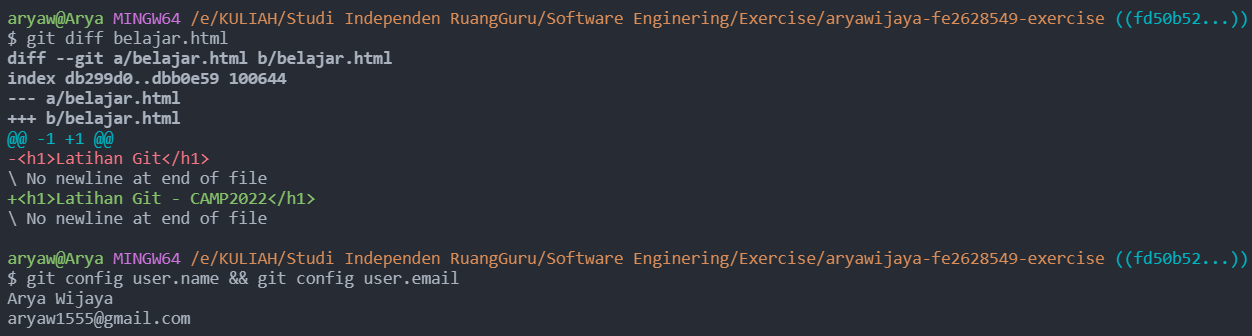 aryaw@Arya MINGW64 /e/KULIAH/Studi Independen RuangGuru/Software Enginering/Exercise/aryawijaya-fe2628549-exercise ((fd50b52...))
$ git diff belajar.html
diff --git a/belajar.html b/belajar.html
index db299d0..dbb0e59 100644
--- a/belajar.html
+++ b/belajar.html
@@ -1 +1 @@
-<h1>Latihan Git</h1>
\ No newline at end of file
+<h1>Latihan Git - CAMP2022</h1>
\ No newline at end of file
aryaw@Arya MINGW64 /e/KULIAH/Studi Independen RuangGuru/Software Enginering/Exercise/aryawijaya-fe2628549-exercise ((fd50b52...))
$ git config user.name && git config user.email
Arya Wijaya
aryaw1555@gmail.com